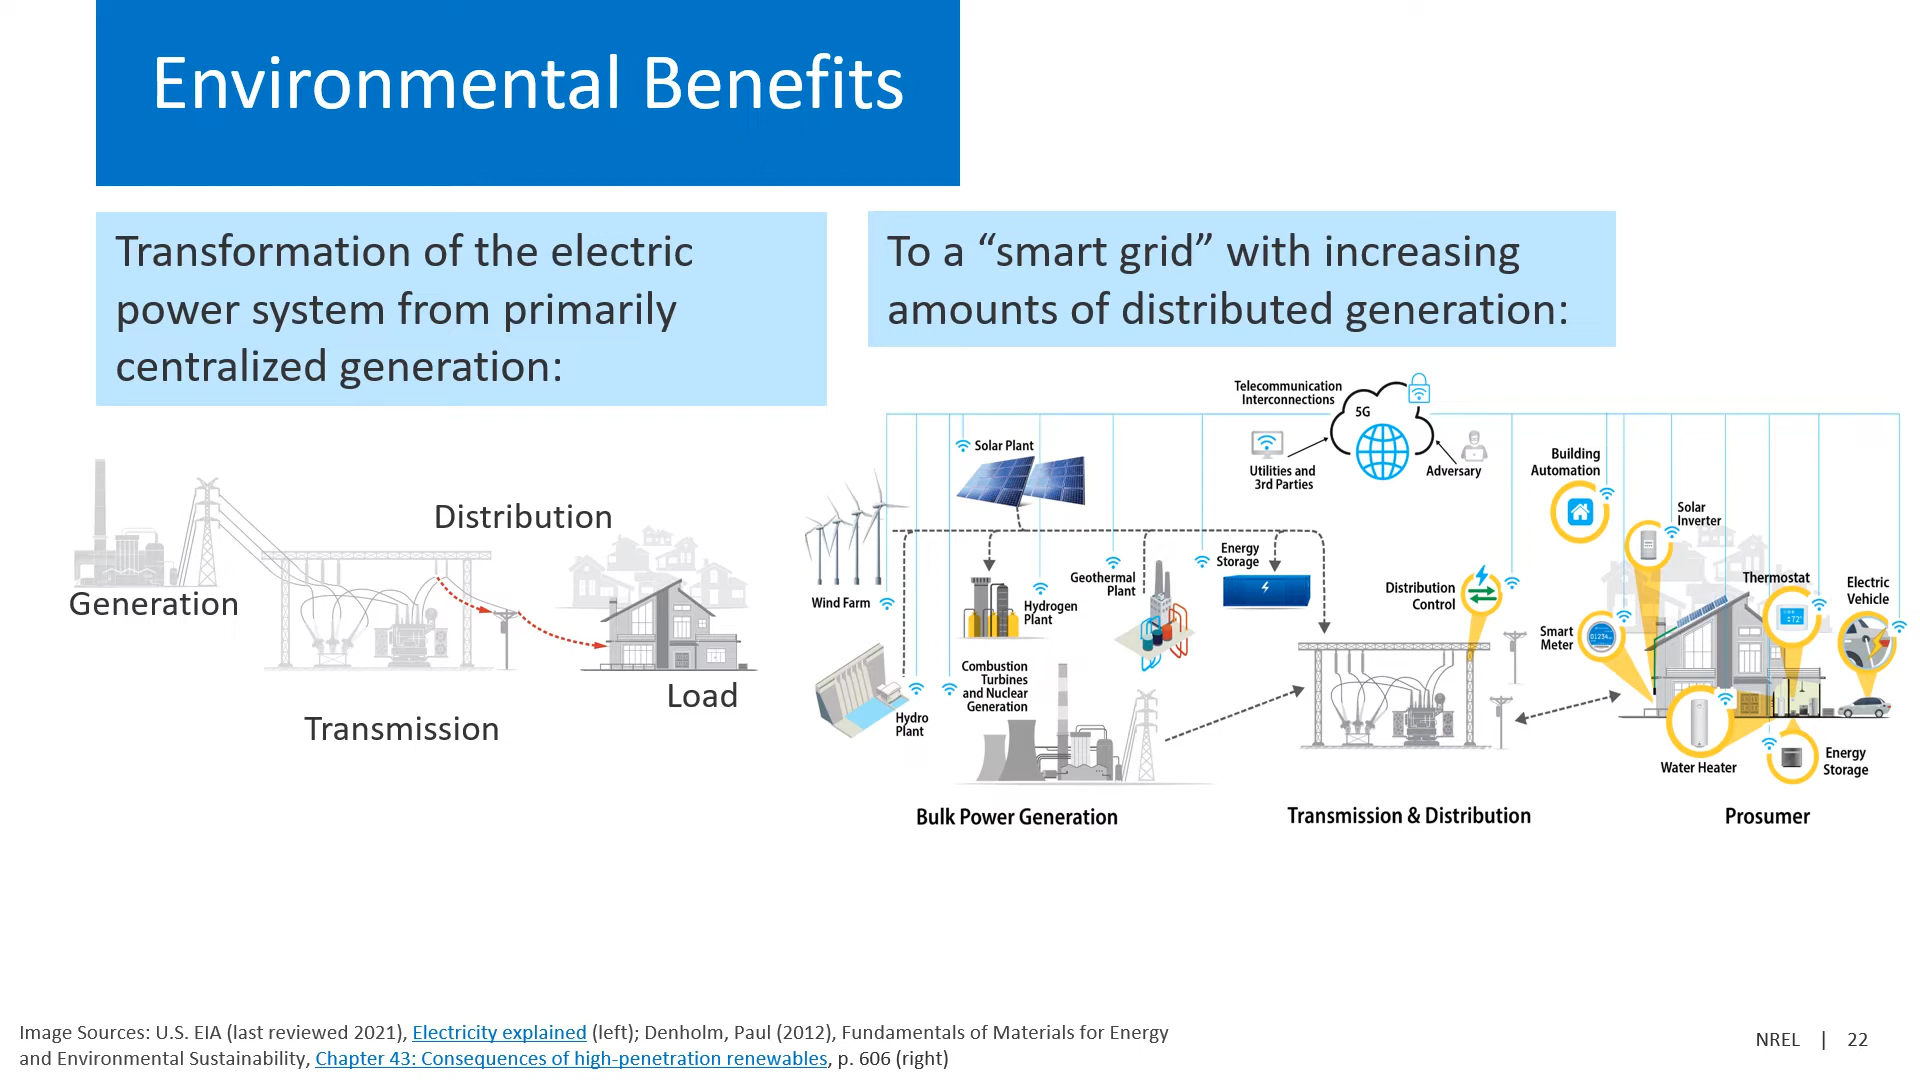 Environmental Benefits
Transformation of the electric
power system from primarily
centralized generation:
To a “smart grid” with increasing
amounts of distributed generation:
Generation
Distribution
Transmission
Load
Telecommunication
Interconnections
5G
Utilities and
3rd Parties
Adversary
Solar Plant
Wind Farm
Hydrogen
Plant
Geothermal
Plant
Energy
Storage
Hydro
Plant
Combustion
Turbines
and Nuclear
Generation
Distribution
Control
Building
Automation
Solar
Inverter
Thermostat
72°
Electric
Vehicle
Smart
Meter
01234
Water Heater
Energy
Storage
Bulk Power Generation
Transmission & Distribution
Prosumer
Image Sources: U.S. EIA (last reviewed 2021), Electricity explained (left); Denholm, Paul (2012), Fundamentals of Materials for Energy
and Environmental Sustainability, Chapter 43: Consequences of high-penetration renewables, p. 606 (right)
NREL | 22